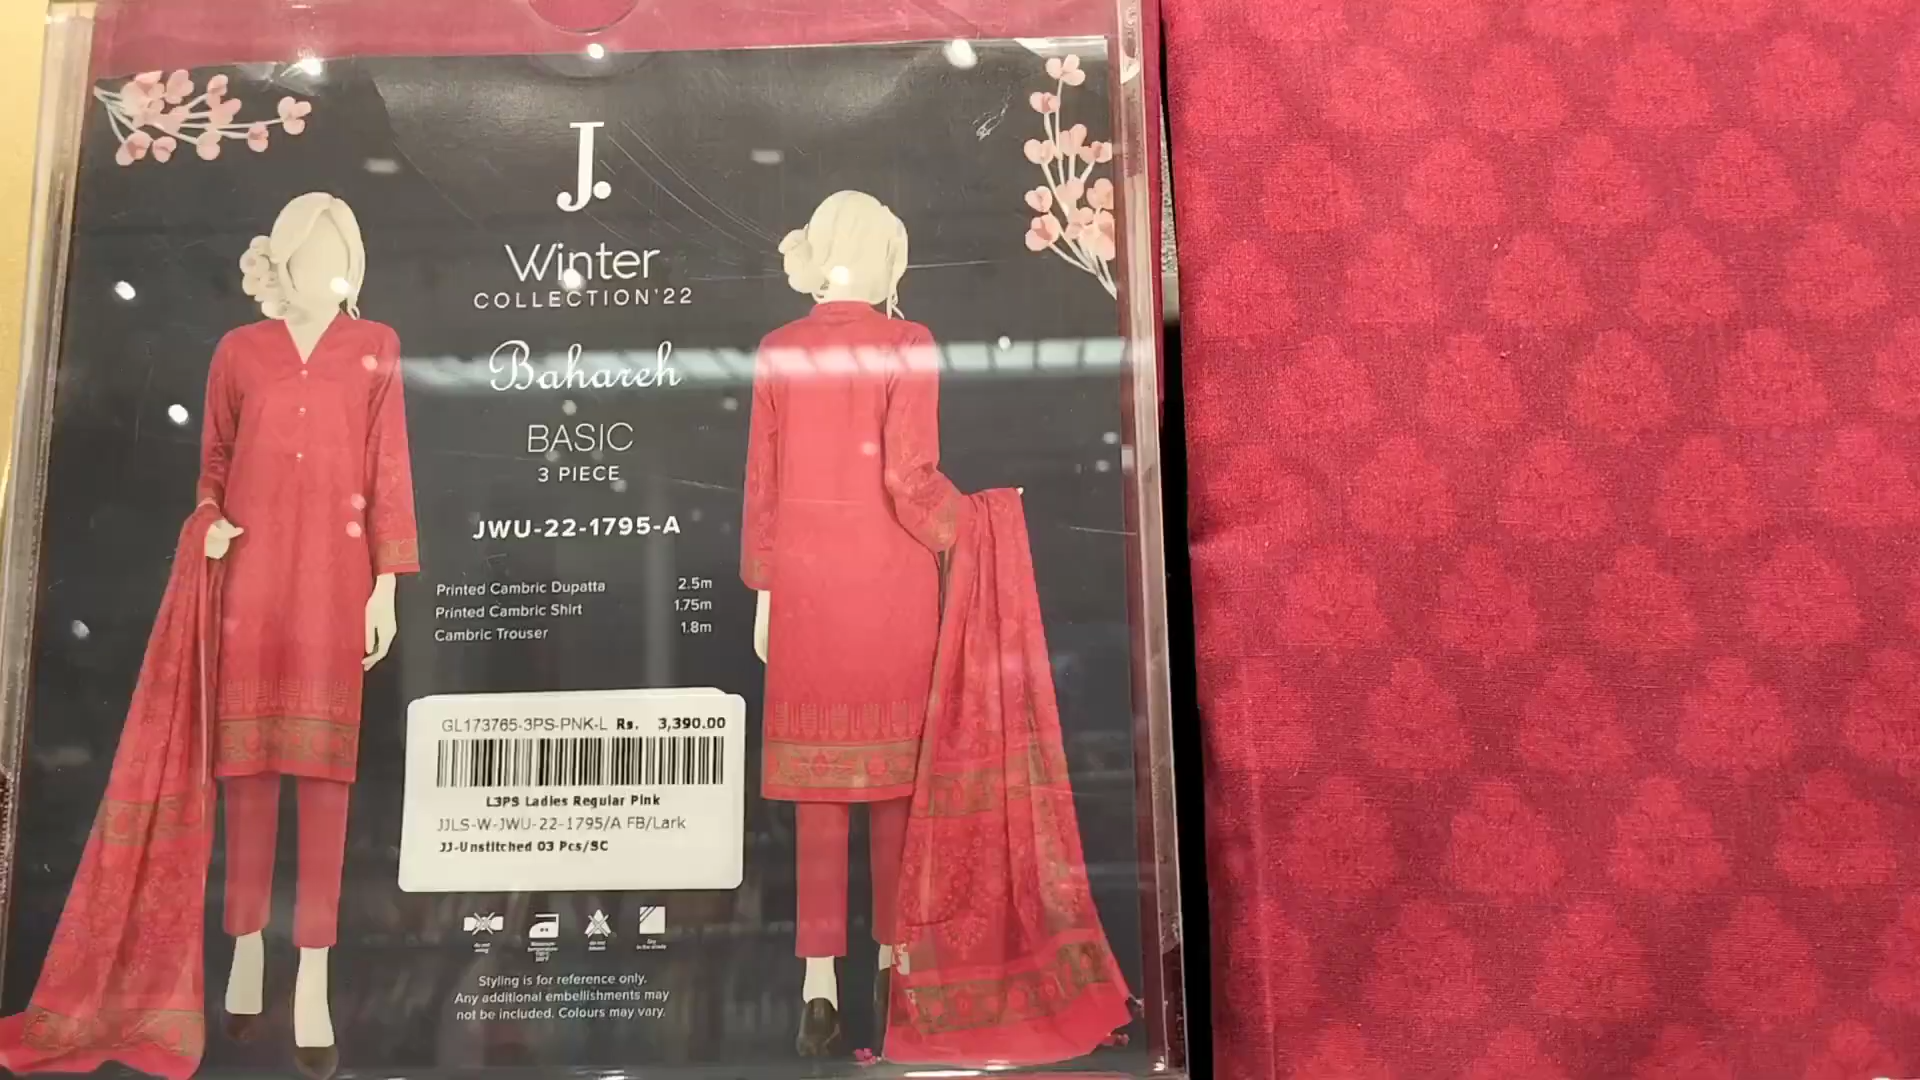 J.
Winter
COLLECTION'22
Bahareh
BASIC
3 PIECE
JWU-22-1795-A
Printed Cambric Dupatta 2.5m
Printed Cambric Shirt 1.75m
Cambric Trouser 1.8m
GL173765-3PS-PNK-L Rs. 3,390.00
L3PS Ladies Regular Pink
JJLS-W-JWU-22-1795/A FB/Lark
JJ-Unstitched 03 Pcs/SC
Styling is for reference only.
Any additional embellishments may
not be included. Colours may vary.